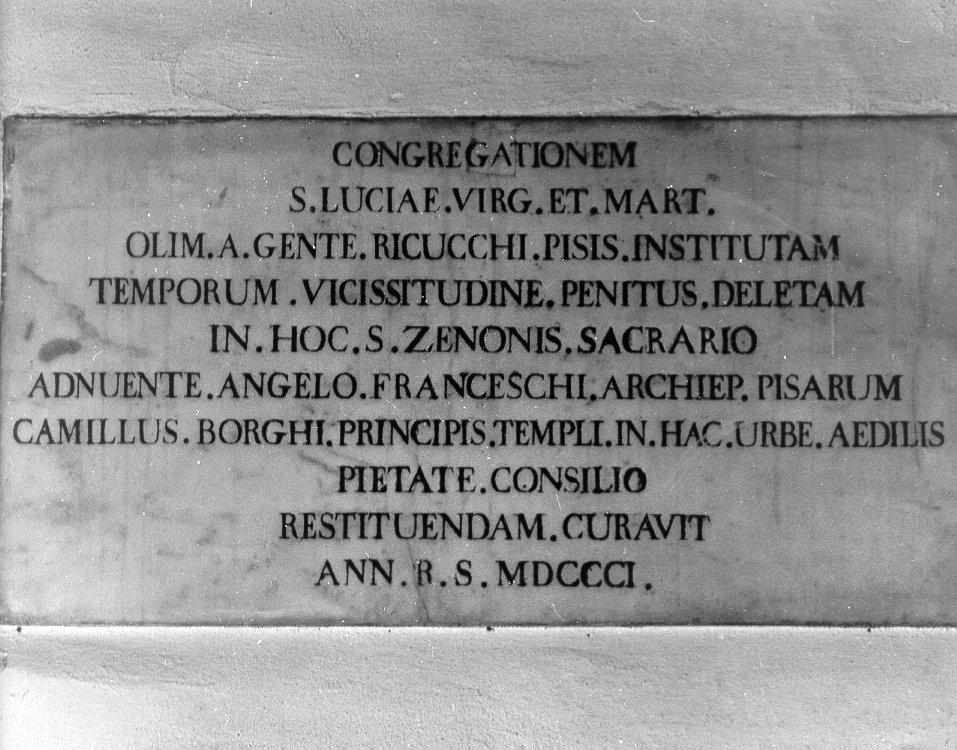 CONGREGATIONEM
S.LUCIAE.VIRG.ET.MART.
OLIM.A.GENTE.RICUCCHI.PISIS.INSTITUTAM
TEMPORUM.VICISSITUDINE.PENITUS.DELETAM
IN.HOC.S.ZENONIS.SACRARIO
ADNUENTE.ANGELO.FRANCESCHI.ARCHIEP.PISARUM
CAMILLUS.BORGHI.PRINCIPIS.TEMPLI.IN.HAC.URBE.AEDILIS
PIETATE.CONSILIO
RESTITUENDAM.CURAVIT
ANN.R.S.MDCCCI.